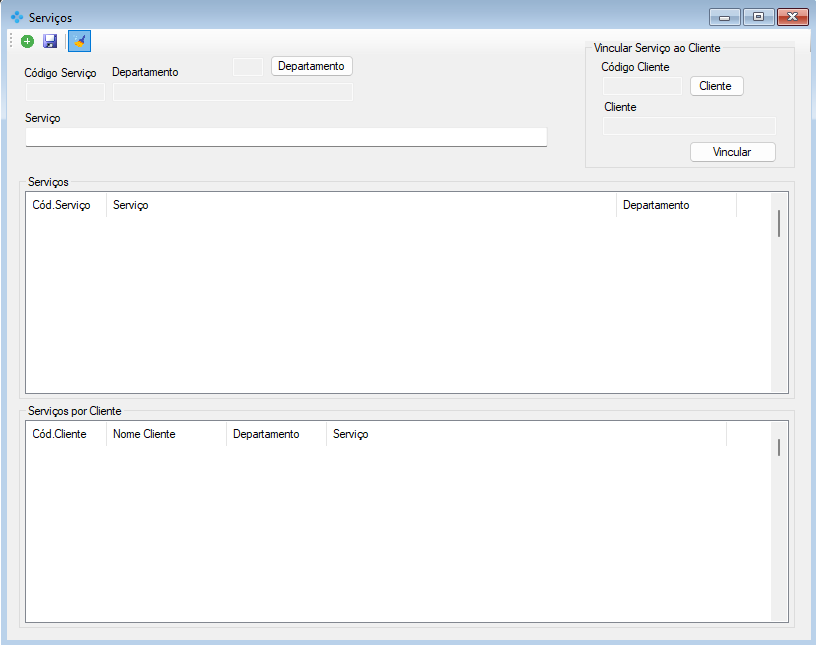 Serviços
Código Serviço
Departamento
Departamento
Serviço
Vincular Serviço ao Cliente
Código Cliente
Cliente
Cliente
Vincular
Serviços
Cód.Serviço Serviço Departamento
Serviços por Cliente
Cód.Cliente Nome Cliente Departamento Serviço